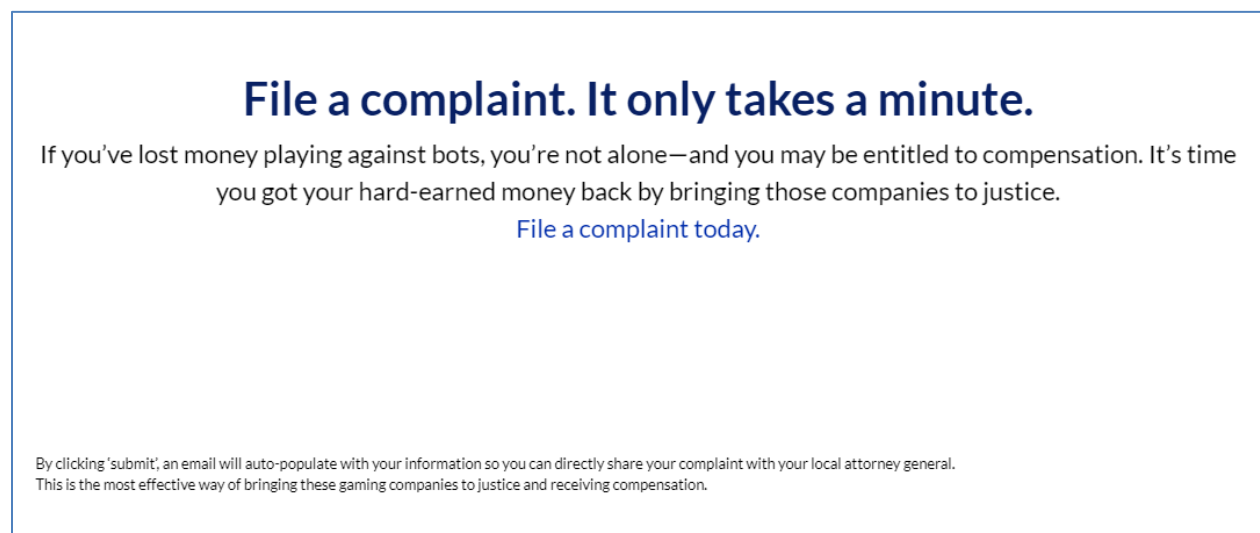 File a complaint. It only takes a minute.
If you’ve lost money playing against bots, you’re not alone—and you may be entitled to compensation. It’s time
you got your hard-earned money back by bringing those companies to justice.
File a complaint today.
By clicking ‘submit’, an email will auto-populate with your information so you can directly share your complaint with your local attorney general.
This is the most effective way of bringing these gaming companies to justice and receiving compensation.